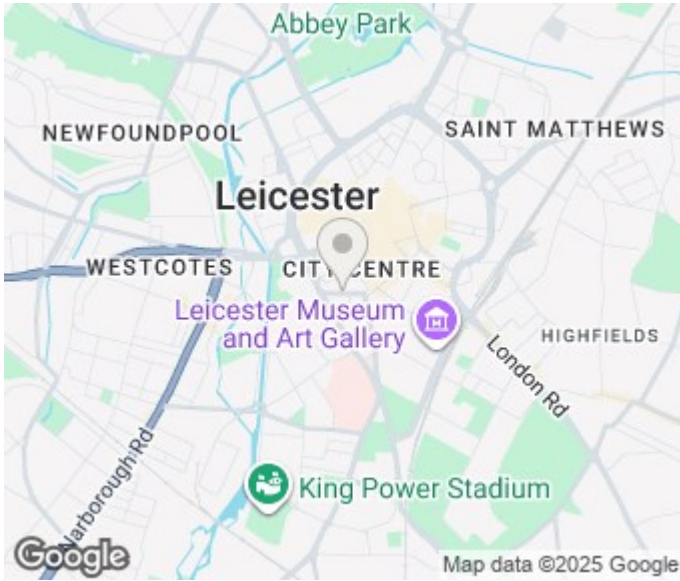 Abbey Park
NEWFOUNDPOOL
SAINT MATTHEWS
Leicester
WESTCOTES
CITY CENTRE
Leicester Museum
and Art Gallery
HIGHFIELDS
London Rd
Narborough Rd
King Power Stadium
Google
Map data ©2025 Google